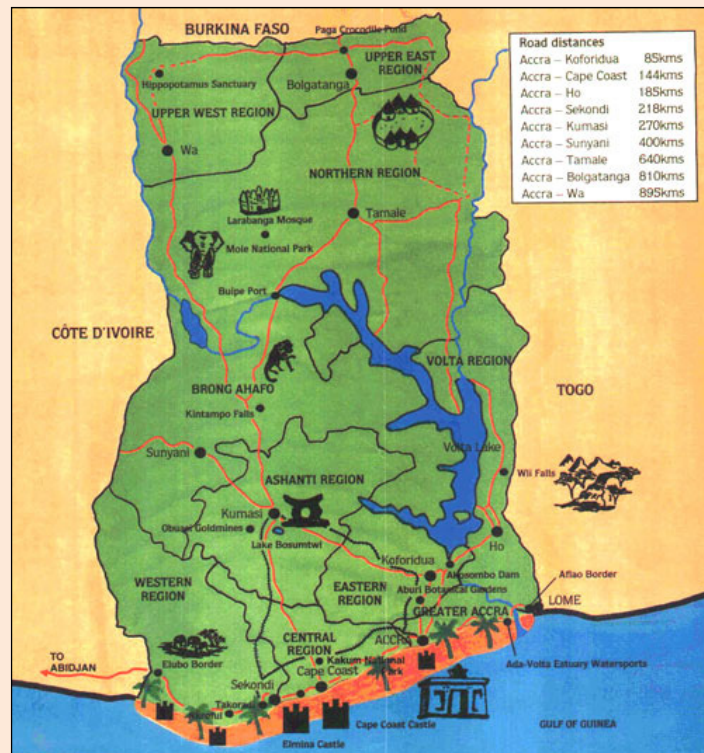 BURKINA FASO
Paga Crocodile Pond
UPPER EAST
REGION
Hippopotamus Sanctuary
Bolgatanga
UPPER WEST REGION
Wa
NORTHERN REGION
Larabanga Mosque
Tamale
Mole National Park
Buipe Port
CÔTE D'IVOIRE
VOLTA REGION
BRONG AHAFO
TOGO
Kintampo Falls
Sunyani
Volta Lake
Wli Falls
ASHANTI REGION
Kumasi
Obuasi Goldmines
Lake Bosumtwi
Ho
Koforidua
Akosombo Dam
Aflao Border
WESTERN
REGION
EASTERN
REGION
Aburi Botanical Gardens
GREATER ACCRA
LOME
CENTRAL
REGION
ACCRA
TO
ABIDJAN
Elubo Border
Kakum National
Park
Ada-Volta Estuary Watersports
Cape Coast
Sekondi
Takoradi
Cape Coast Castle
GULF OF GUINEA
Elmina Castle
Road distances
Accra – Koforidua 85kms
Accra – Cape Coast 144kms
Accra – Ho 185kms
Accra – Sekondi 218kms
Accra – Kumasi 270kms
Accra – Sunyani 400kms
Accra – Tamale 640kms
Accra – Bolgatanga 810kms
Accra – Wa 895kms